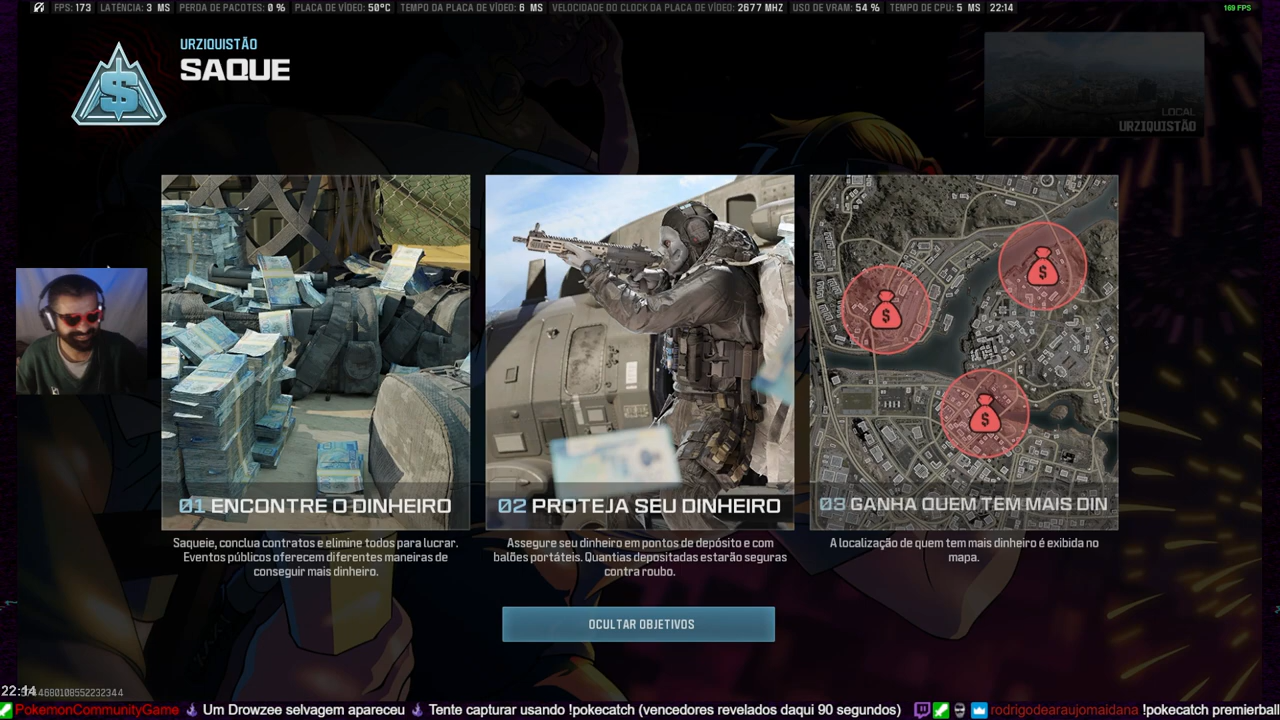 FPS: 173 LATÊNCIA: 3 MS PERDA DE PACOTES: 0 % PLACA DE VÍDEO: 50°C TEMPO DA PLACA DE VÍDEO: 6 MS VELOCIDADE DO CLOCK DA PLACA DE VÍDEO: 2677 MHZ USO DE VRAM: 54 % TEMPO DE CPU: 5 MS 22:14
169 FPS
URZIQUISTÃO
SAQUE
LOCAL
URZIQUISTÃO
01 ENCONTRE O DINHEIRO
Saqueie, conclua contratos e elimine todos para lucrar.
Eventos públicos oferecem diferentes maneiras de
conseguir mais dinheiro.
02 PROTEJA SEU DINHEIRO
Assegure seu dinheiro em pontos de depósito e com
balões portáteis. Quantias depositadas estarão seguras
contra roubo.
03 GANHA QUEM TEM MAIS DIN
A localização de quem tem mais dinheiro é exibida no
mapa.
OCULTAR OBJETIVOS
22:14
PokemonCommunityGame Um Drowzee selvagem apareceu Tente capturar usando !pokecatch (vencedores revelados daqui 90 segundos) rodrigodearaujomaidana !pokecatch premierball